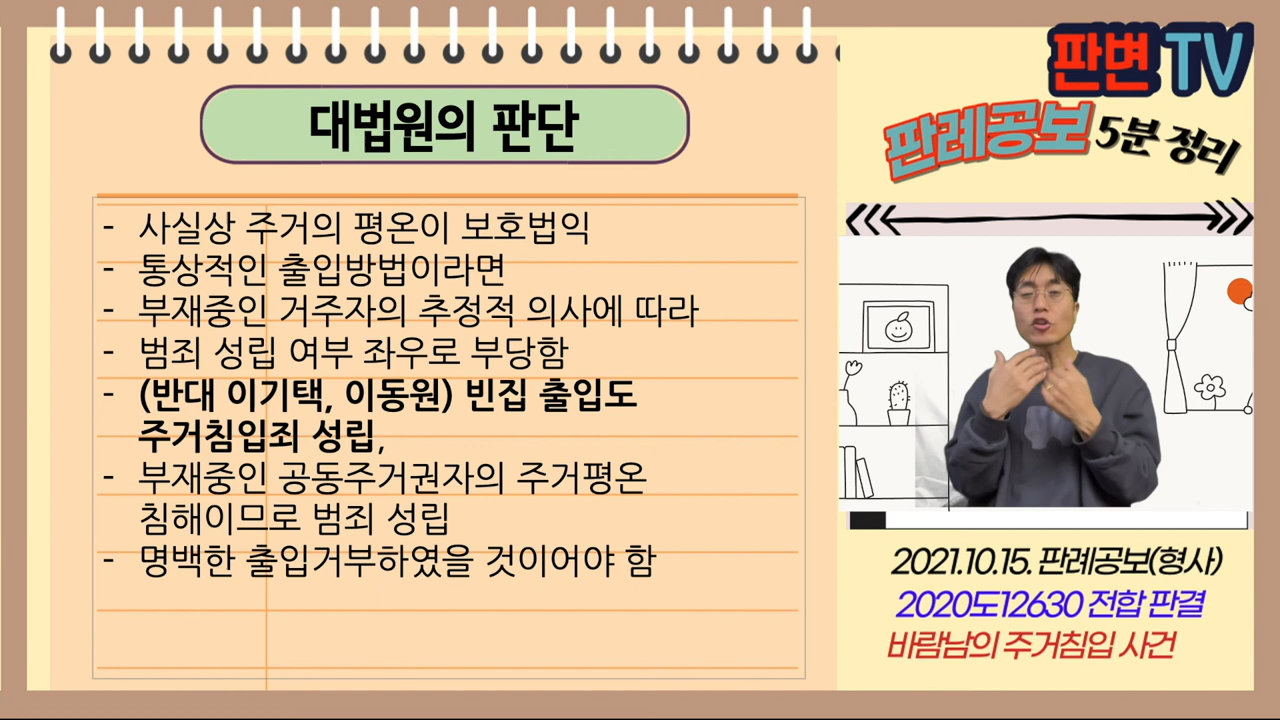 대법원의 판단
- 사실상 주거의 평온이 보호법익
- 통상적인 출입방법이라면
- 부재중인 거주자의 추정적 의사에 따라
- 범죄 성립 여부 좌우로 부당함
- (반대 이기택, 이동원) 빈집 출입도
주거침입죄 성립,
- 부재중인 공동주거권자의 주거평온
침해이므로 범죄 성립
- 명백한 출입거부하였을 것이어야 함
판변 TV
판례공보 5분 정리
2021.10.15. 판례공보(형사)
2020도12630 전합 판결
바람남의 주거침입 사건